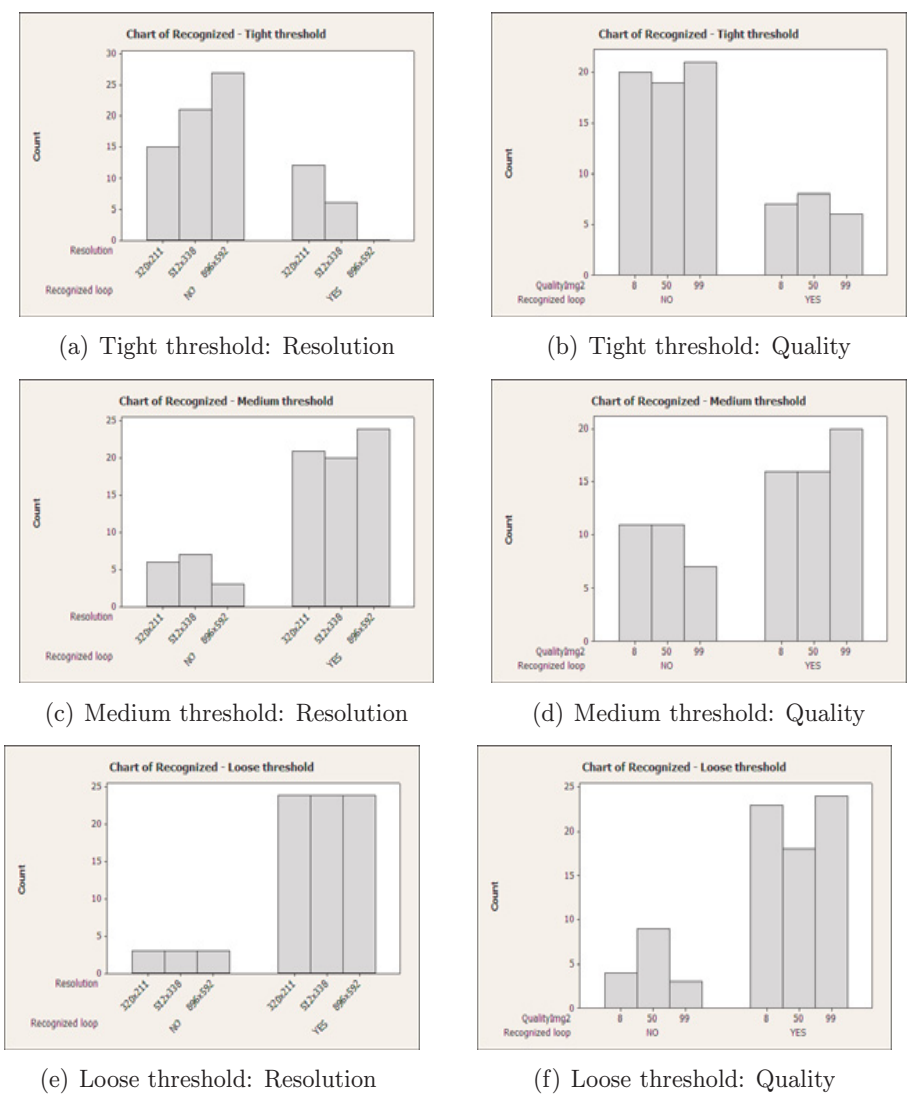 Chart of Recognized - Tight threshold
Count
30
25
20
15
10
5
0
Resolution
320x211 512x338 896x592 320x211 512x338 896x592
Recognized loop
NO YES
Chart of Recognized - Tight threshold
Count
20
15
10
5
0
QualityImg2 8 50 99 8 50 99
Recognized loop NO YES
(a) Tight threshold: Resolution
(b) Tight threshold: Quality
Chart of Recognized - Medium threshold
Count
25
20
15
10
5
0
Resolution
320x211 512x338 896x592 320x211 512x338 896x592
Recognized loop
NO YES
Chart of Recognized - Medium threshold
Count
20
15
10
5
0
QualityImg2 8 50 99 8 50 99
Recognized loop NO YES
(c) Medium threshold: Resolution
(d) Medium threshold: Quality
Chart of Recognized - Loose threshold
Count
25
20
15
10
5
0
Resolution
320x211 512x338 896x592 320x211 512x338 896x592
Recognized loop
NO YES
Chart of Recognized - Loose threshold
Count
25
20
15
10
5
0
QualityImg2 8 50 99 8 50 99
Recognized loop NO YES
(e) Loose threshold: Resolution
(f) Loose threshold: Quality